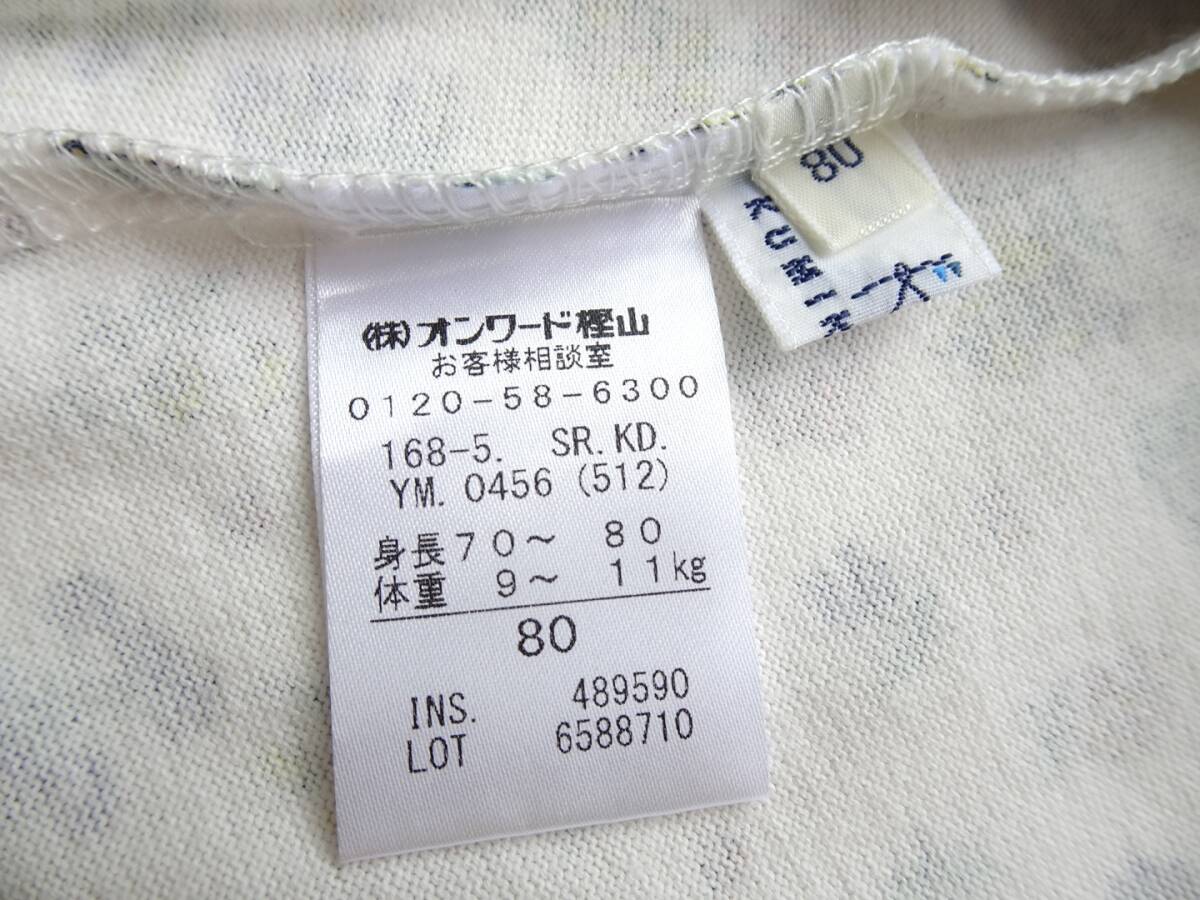 (株)オンワード樫山
お客様相談室
0120-58-6300
168-5. SR.KD.
YM. 0456 (512)
身長70～ 80
体重 9～ 11kg
80
INS. 489590
LOT 6588710
80